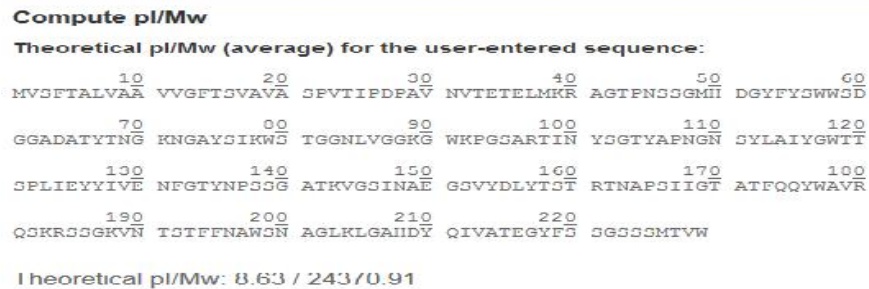 Compute pI/Mw
Theoretical pI/Mw (average) for the user-entered sequence:
10 20 30 40 50 60
MVSFTALVAA VVGFTSVAVA SPVTIPDPAV NVTETELMKR AGTPNSSGMH DGYFYSWWSD
70 80 90 100 110 120
GGADATYTNG KNGAYSIKWS TGGNLVGGKG WKPGSARTIN YSGTYAPNGN SYLAIYGWTT
130 140 150 160 170 180
SPLIEYYIVE NFGTYNPSSG ATKVGSINAE GSVYDLYTST RTNAPSIIGT ATFQQYWAVR
190 200 210 220
QSKRSSGKVN TSTFFNAWSN AGLKLGAHDY QIVATEGYFS SGSSSMTVW
Theoretical pI/Mw: 8.63 / 24370.91